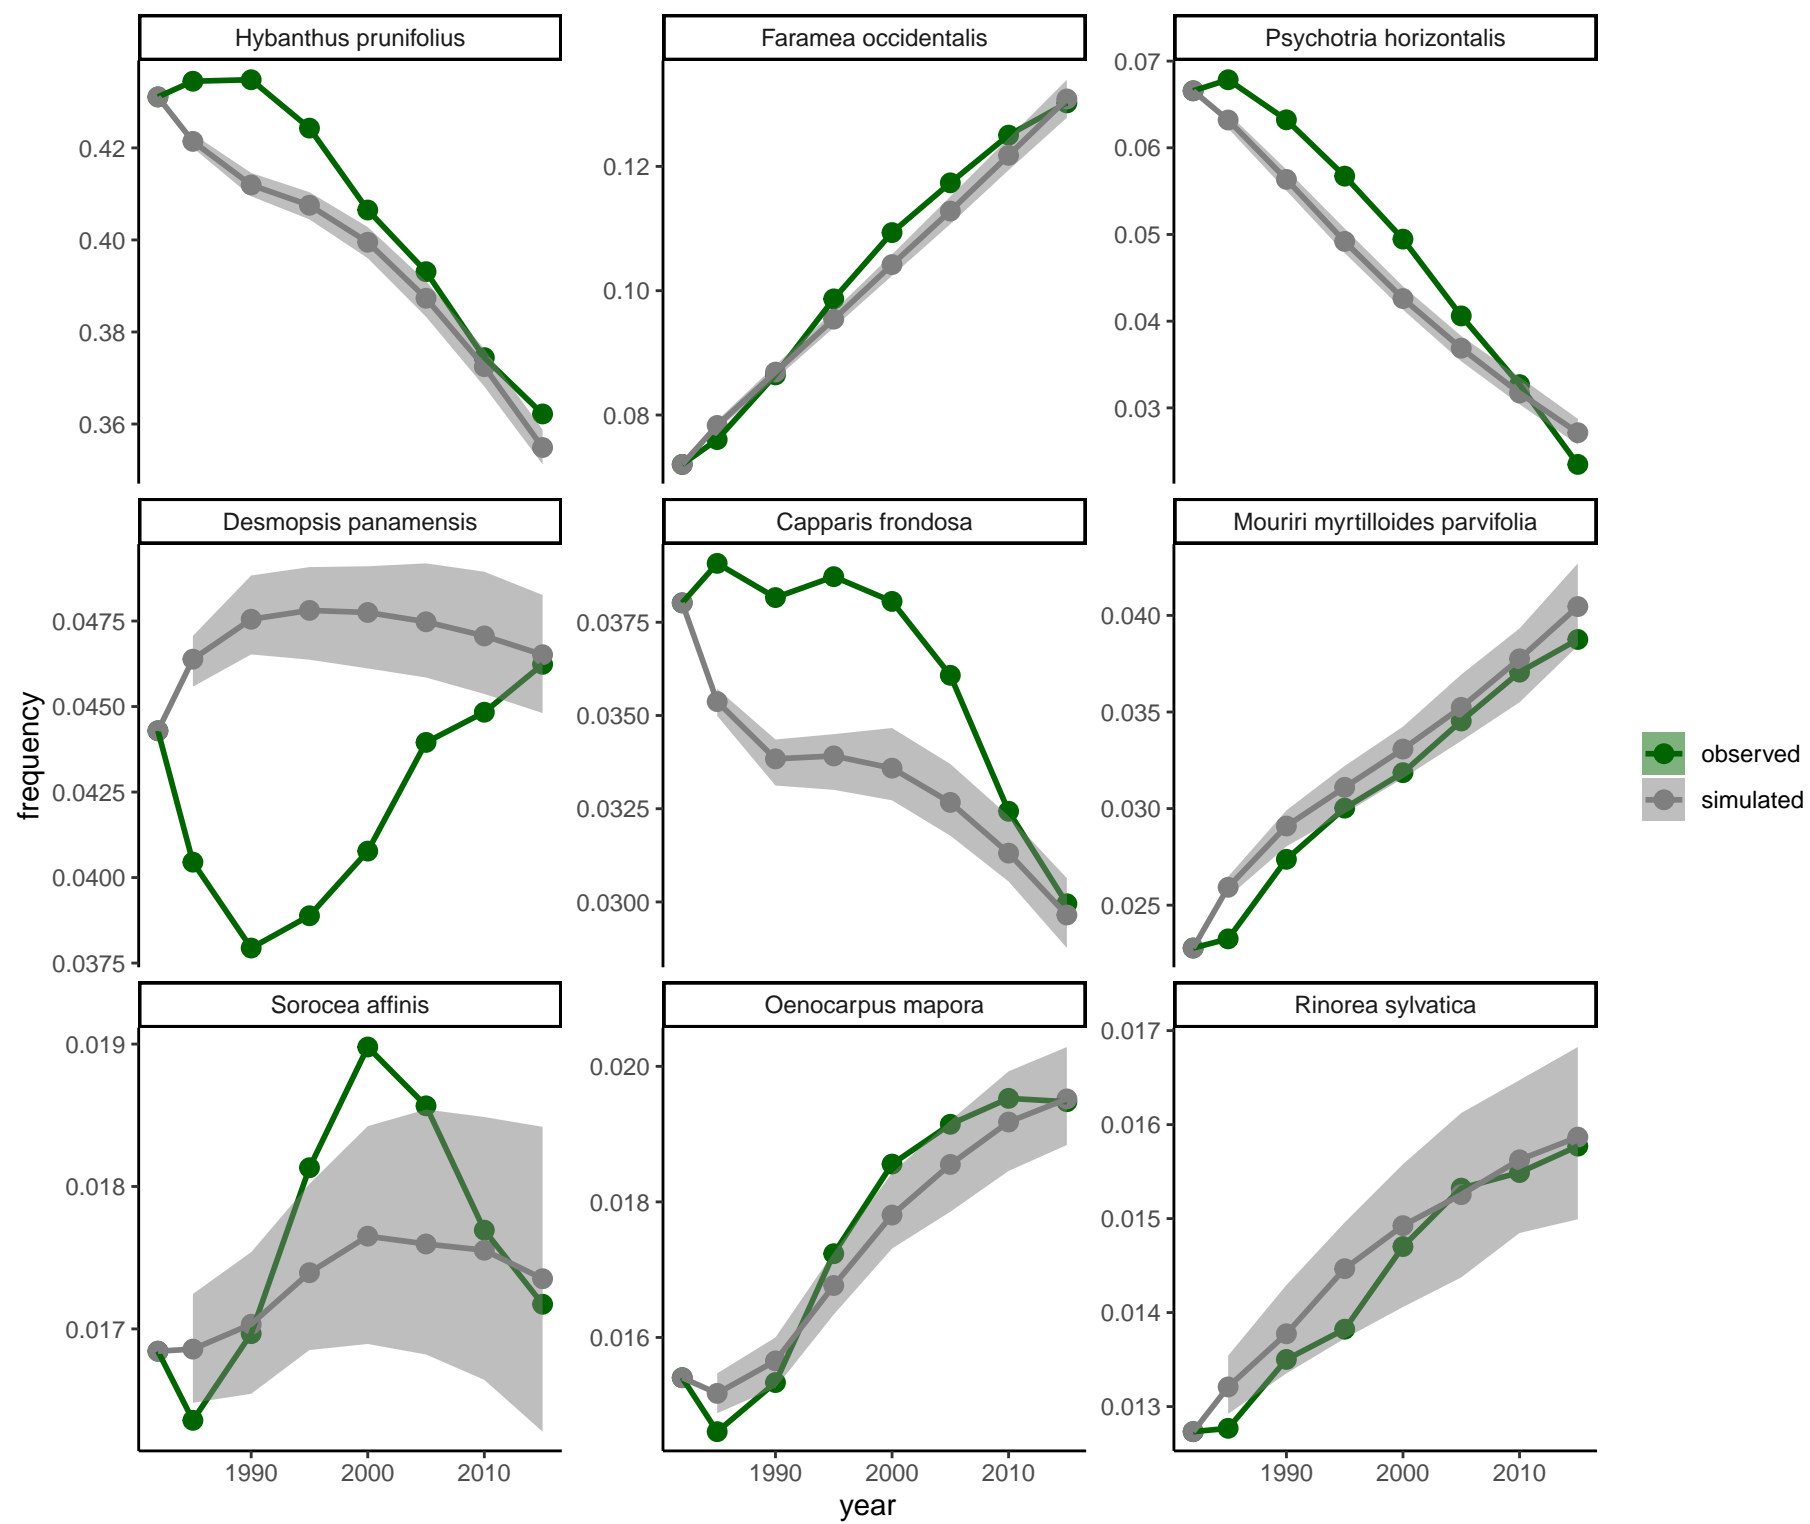 Hybanthus prunifolius
Faramea occidentalis
Psychotria horizontalis
0.42
0.40
0.38
0.36
0.12
0.10
0.08
0.07
0.06
0.05
0.04
0.03
Desmopsis panamensis
Capparis frondosa
Mouriri myrtilloides parvifolia
0.0475
0.0450
0.0425
0.0400
0.0375
0.0375
0.0350
0.0325
0.0300
0.040
0.035
0.030
0.025
frequency
observed
simulated
Sorocea affinis
Oenocarpus mapora
Rinorea sylvatica
0.019
0.018
0.017
0.020
0.018
0.016
0.017
0.016
0.015
0.014
0.013
1990 2000 2010
1990 2000 2010
1990 2000 2010
year